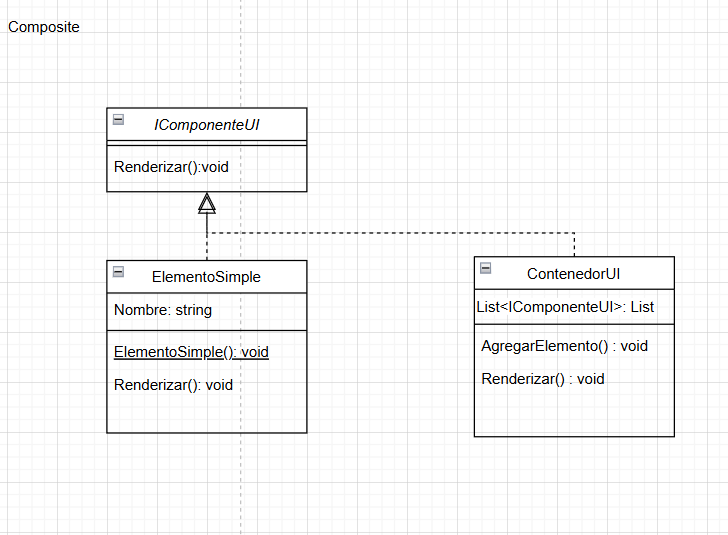 Composite
IComponenteUI
Renderizar():void
ElementoSimple
Nombre: string
ElementoSimple(): void
Renderizar(): void
ContenedorUI
List<IComponenteUI>: List
AgregarElemento() : void
Renderizar() : void